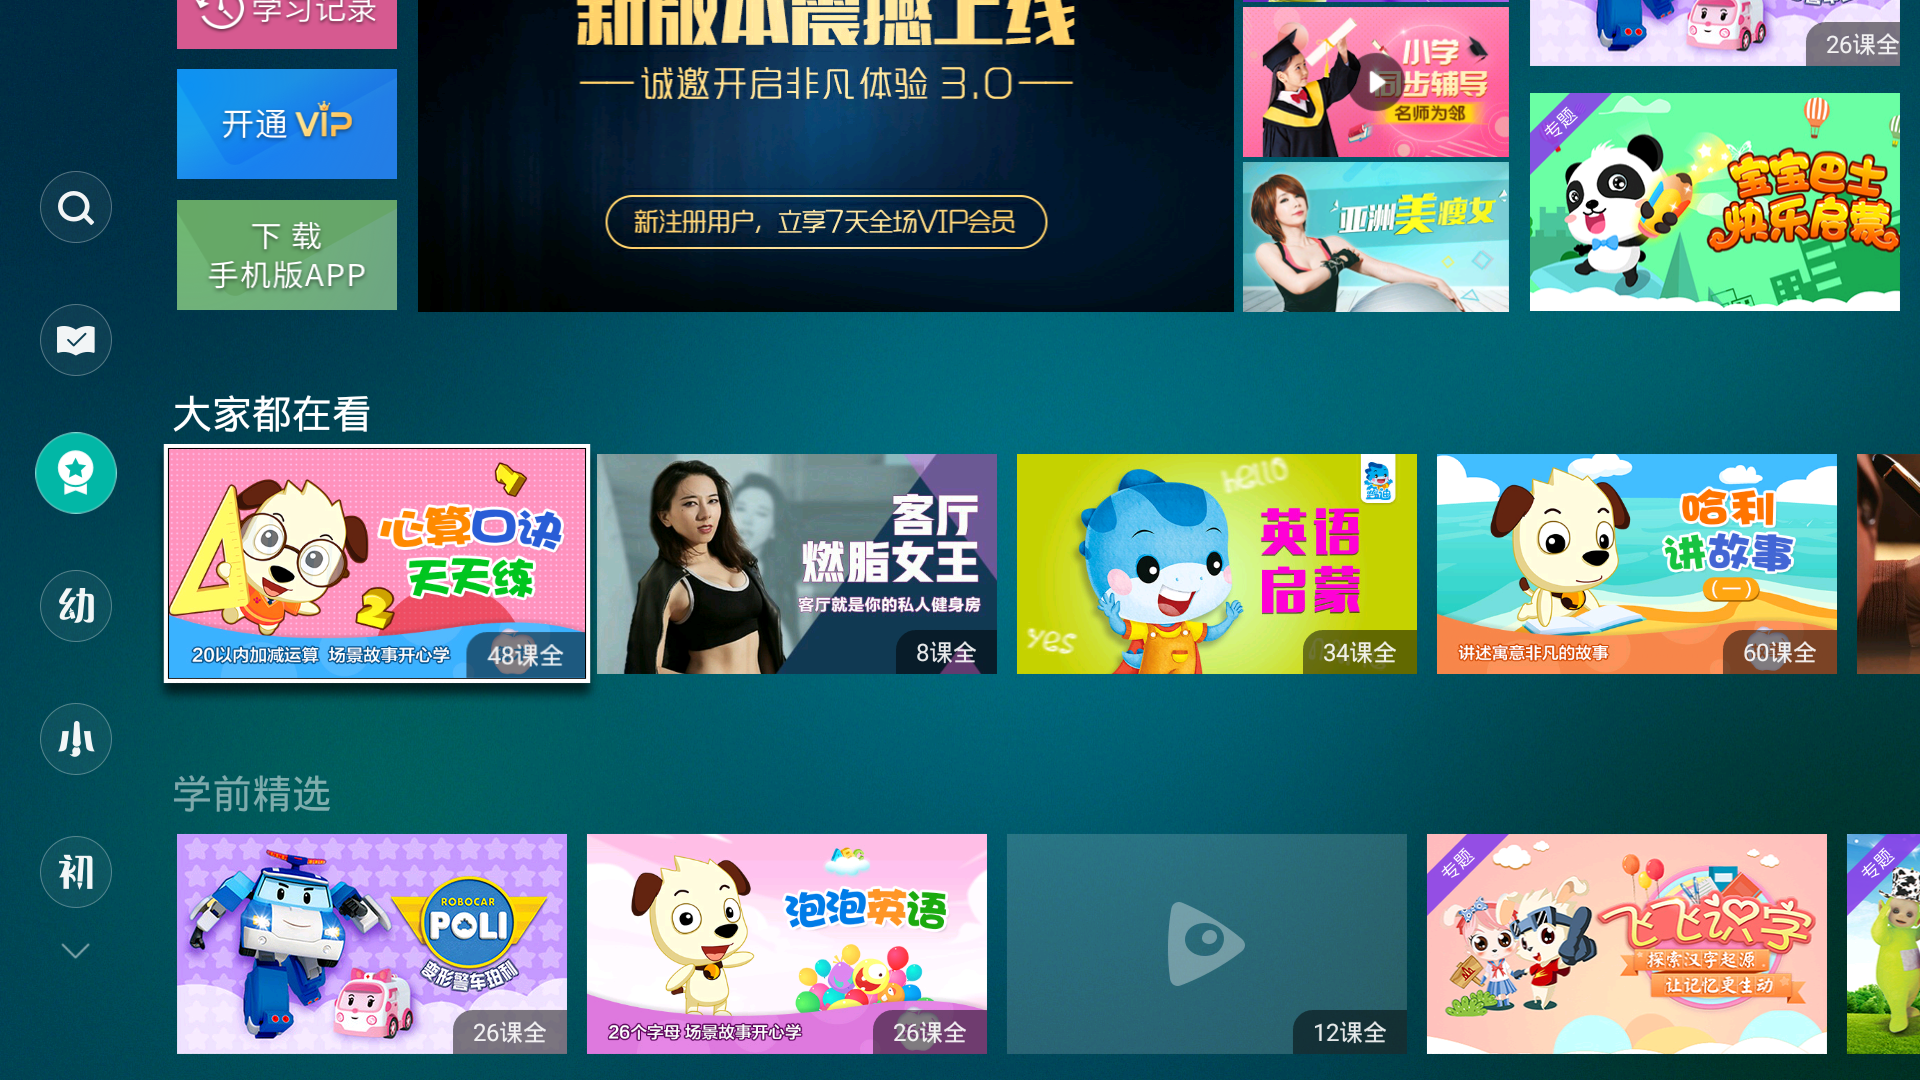 学习记录
开通 VIP
下 载
手机版APP
新版本震撼上线
诚邀开启非凡体验 3.0
新注册用户，立享7天全场VIP会员
小学
同步辅导
名师为邻
亚洲美瘦女
26课全
专题
宝宝巴士
快乐启蒙
大家都在看
1
心算口诀
天天练
2
20以内加减运算 场景故事开心学
48课全
客厅
燃脂女王
客厅就是你的私人健身房
8课全
hello
英语
启蒙
yes
34课全
哈利
讲故事
（一）
讲述寓意非凡的故事
60课全
幼
小
初
学前精选
ROBOCAR
POLI
变形警车珀利
26课全
ABC
泡泡英语
26个字母 场景故事开心学
26课全
12课全
专题
飞飞识字
探索汉字起源
让记忆更生动
专题